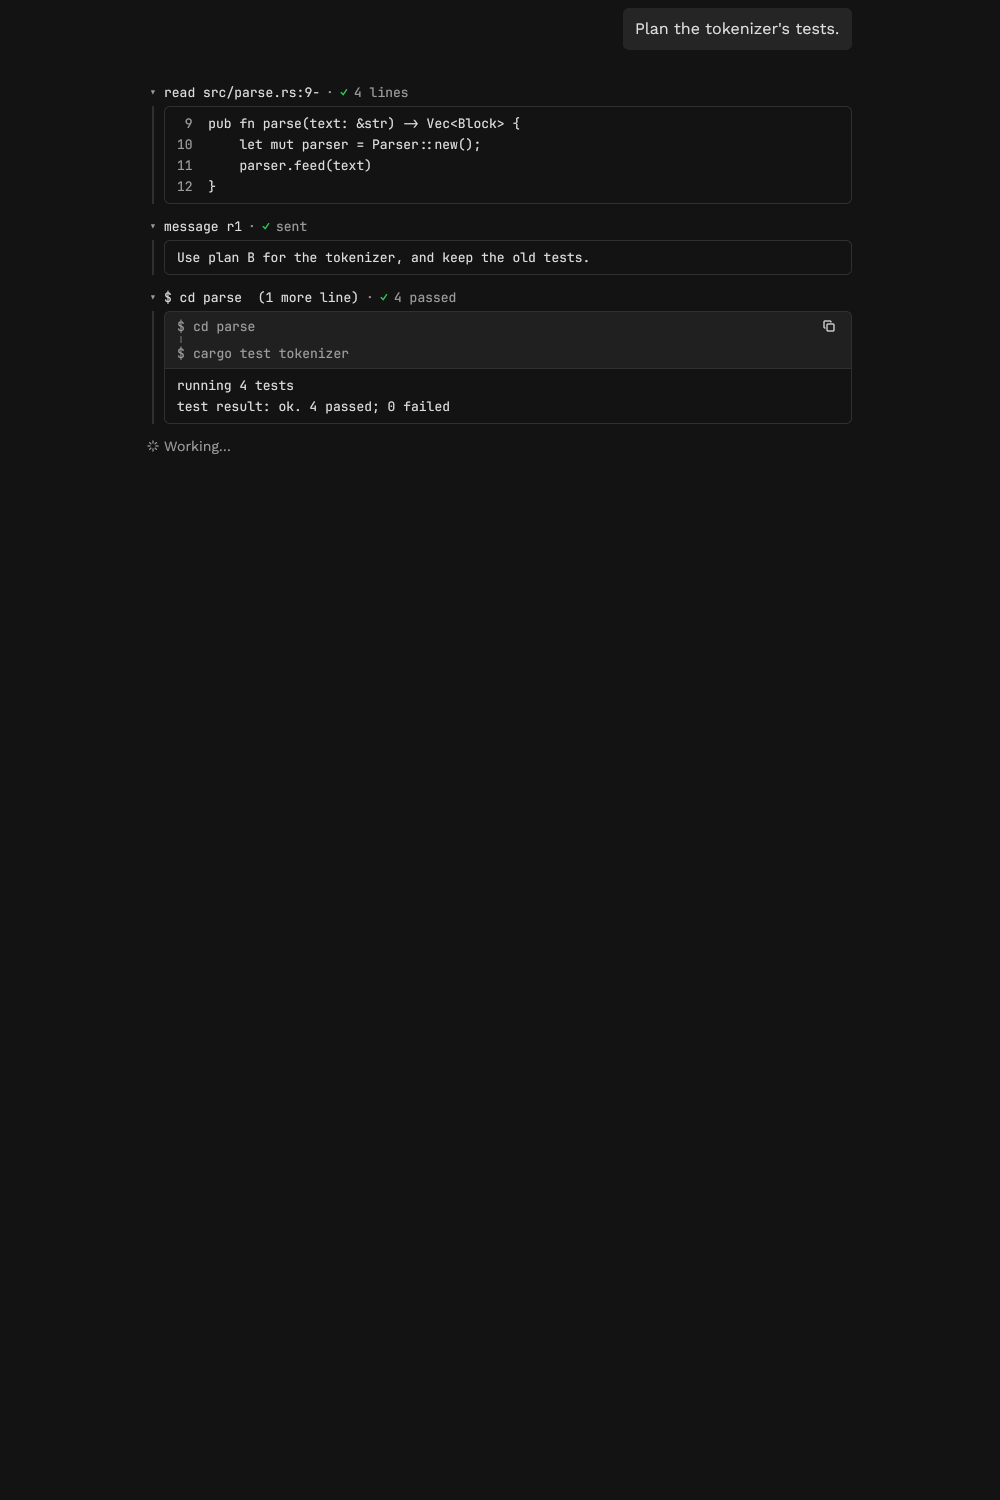 Plan the tokenizer's tests.
▾ read src/parse.rs:9- · ✓ 4 lines
9 pub fn parse(text: &str) -> Vec<Block> {
10     let mut parser = Parser::new();
11     parser.feed(text)
12 }
▾ message r1 · ✓ sent
Use plan B for the tokenizer, and keep the old tests.
▾ $ cd parse  (1 more line) · ✓ 4 passed
$ cd parse
$ cargo test tokenizer
running 4 tests
test result: ok. 4 passed; 0 failed
Working...